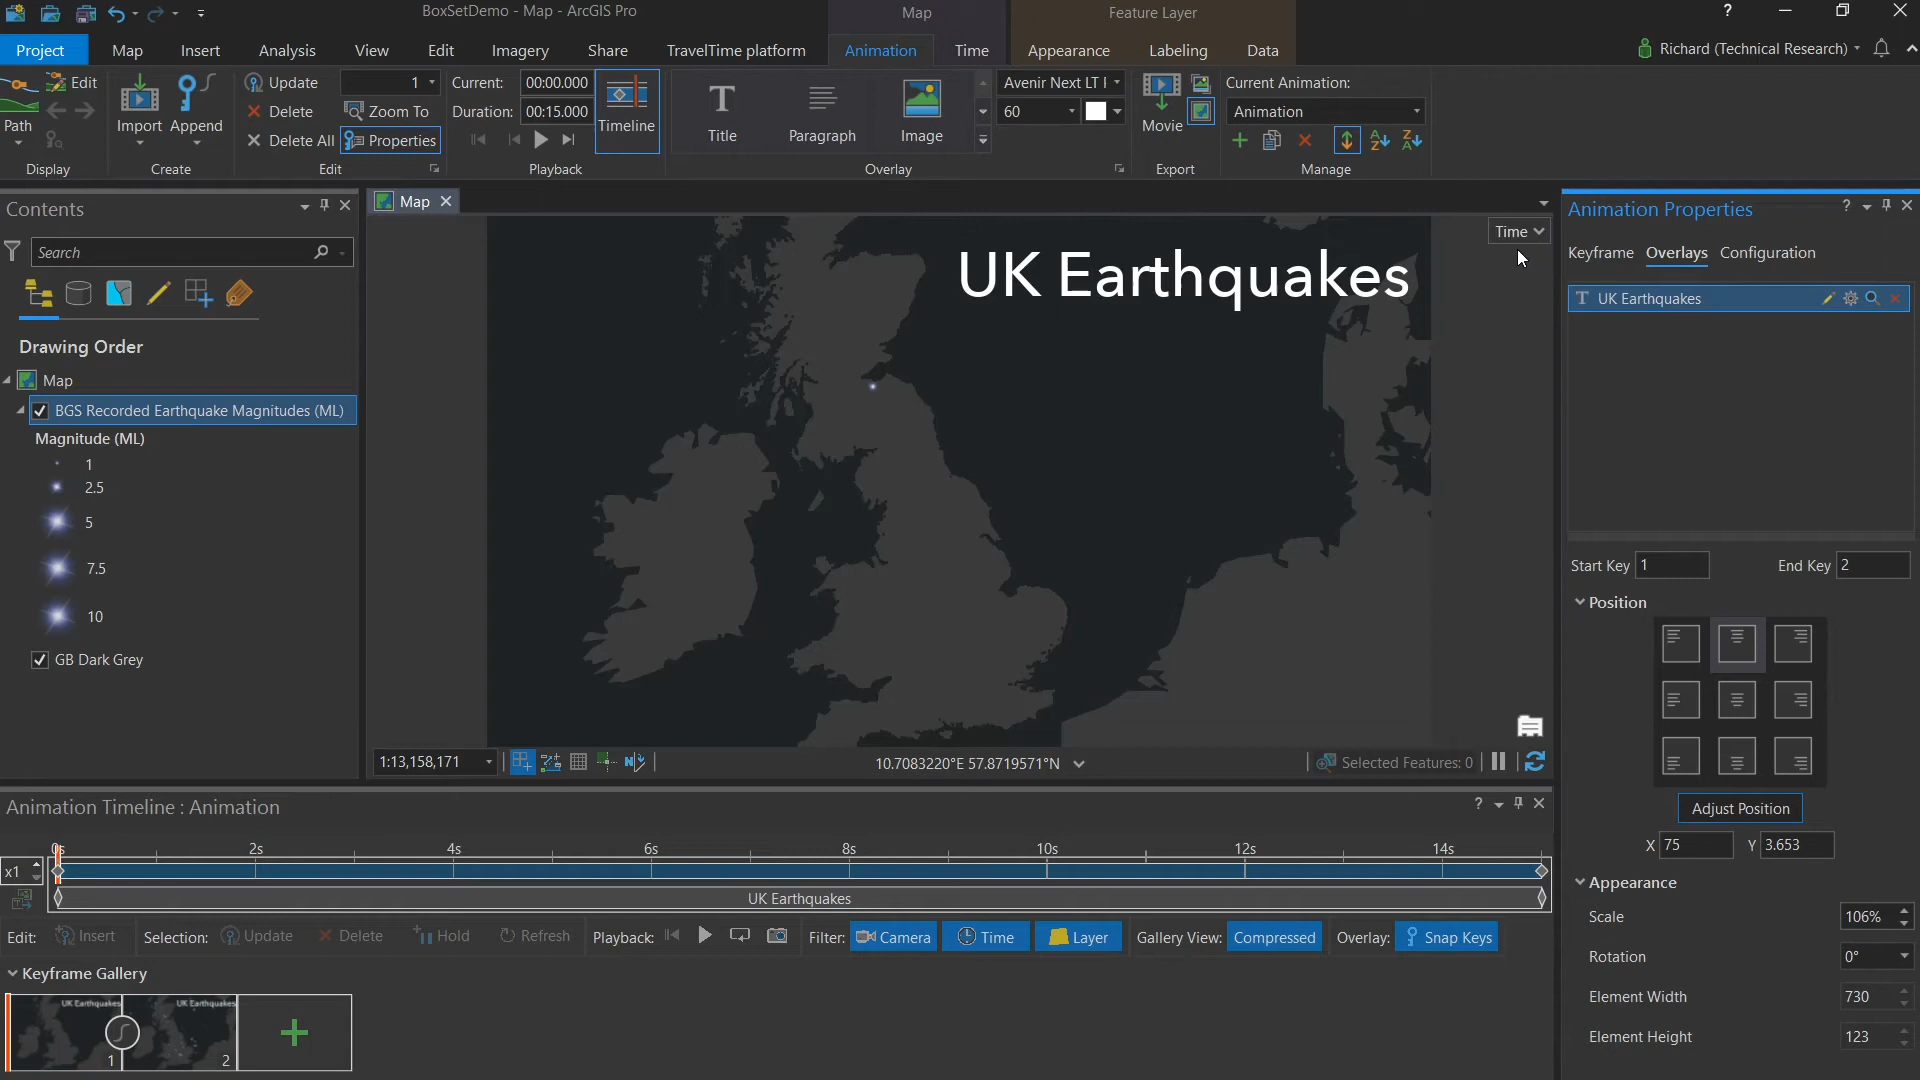 BoxSetDemo - Map - ArcGIS Pro
Map
Feature Layer
?
Project
Map
Insert
Analysis
View
Edit
Imagery
Share
TravelTime platform
Animation
Time
Appearance
Labeling
Data
Richard (Technical Research)
Path
Edit
Display
Import
Append
Create
Update
Delete
Delete All
1
Zoom To
Properties
Edit
Current: 00:00.000
Duration: 00:15.000
Timeline
Playback
Title
Paragraph
Image
Overlay
Avenir Next LT
60
Movie
Export
Current Animation:
Animation
Manage
Contents
Search
Drawing Order
Map
BGS Recorded Earthquake Magnitudes (ML)
Magnitude (ML)
1
2.5
5
7.5
10
GB Dark Grey
Map
Time
UK Earthquakes
1:13,158,171
10.7083220°E 57.8719571°N
Selected Features: 0
Animation Properties
?
Keyframe Overlays Configuration
UK Earthquakes
Start Key 1
End Key 2
Position
Adjust Position
X 75
Y 3.653
Appearance
Scale 106%
Rotation 0°
Element Width 730
Element Height 123
Animation Timeline : Animation
?
0s 2s 4s 6s 8s 10s 12s 14s
x1
UK Earthquakes
Edit: Insert Selection: Update Delete Hold Refresh Playback: Filter: Camera Time Layer Gallery View: Compressed Overlay: Snap Keys
Keyframe Gallery
UK Earthquakes
1
UK Earthquakes
2